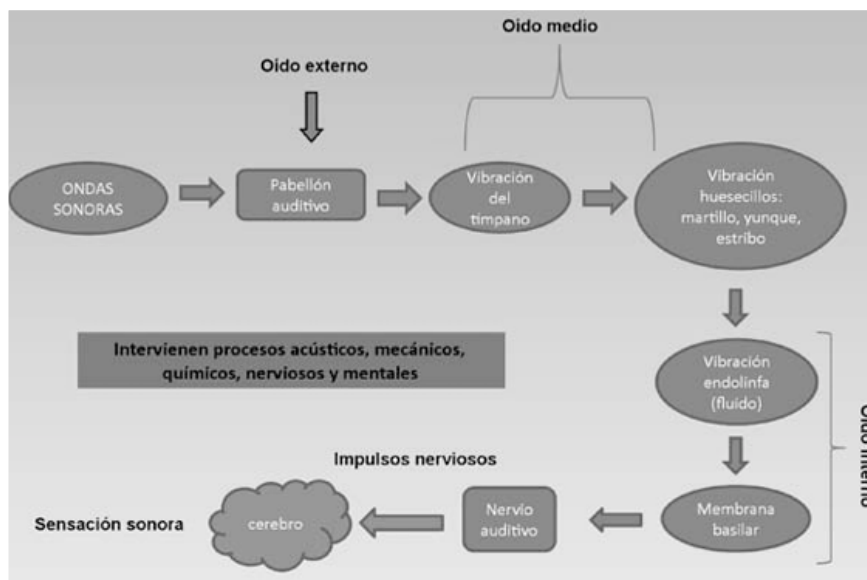 Oido medio
Oido externo
ONDAS
SONORAS
Pabellón
auditivo
Vibración
del
tímpano
Vibración
huesecillos:
martillo, yunque,
estribo
Intervienen procesos acústicos, mecánicos,
químicos, nerviosos y mentales
Vibración
endolinfa
(fluído)
Oido interno
Impulsos nerviosos
Sensación sonora
cerebro
Nervio
auditivo
Membrana
basilar